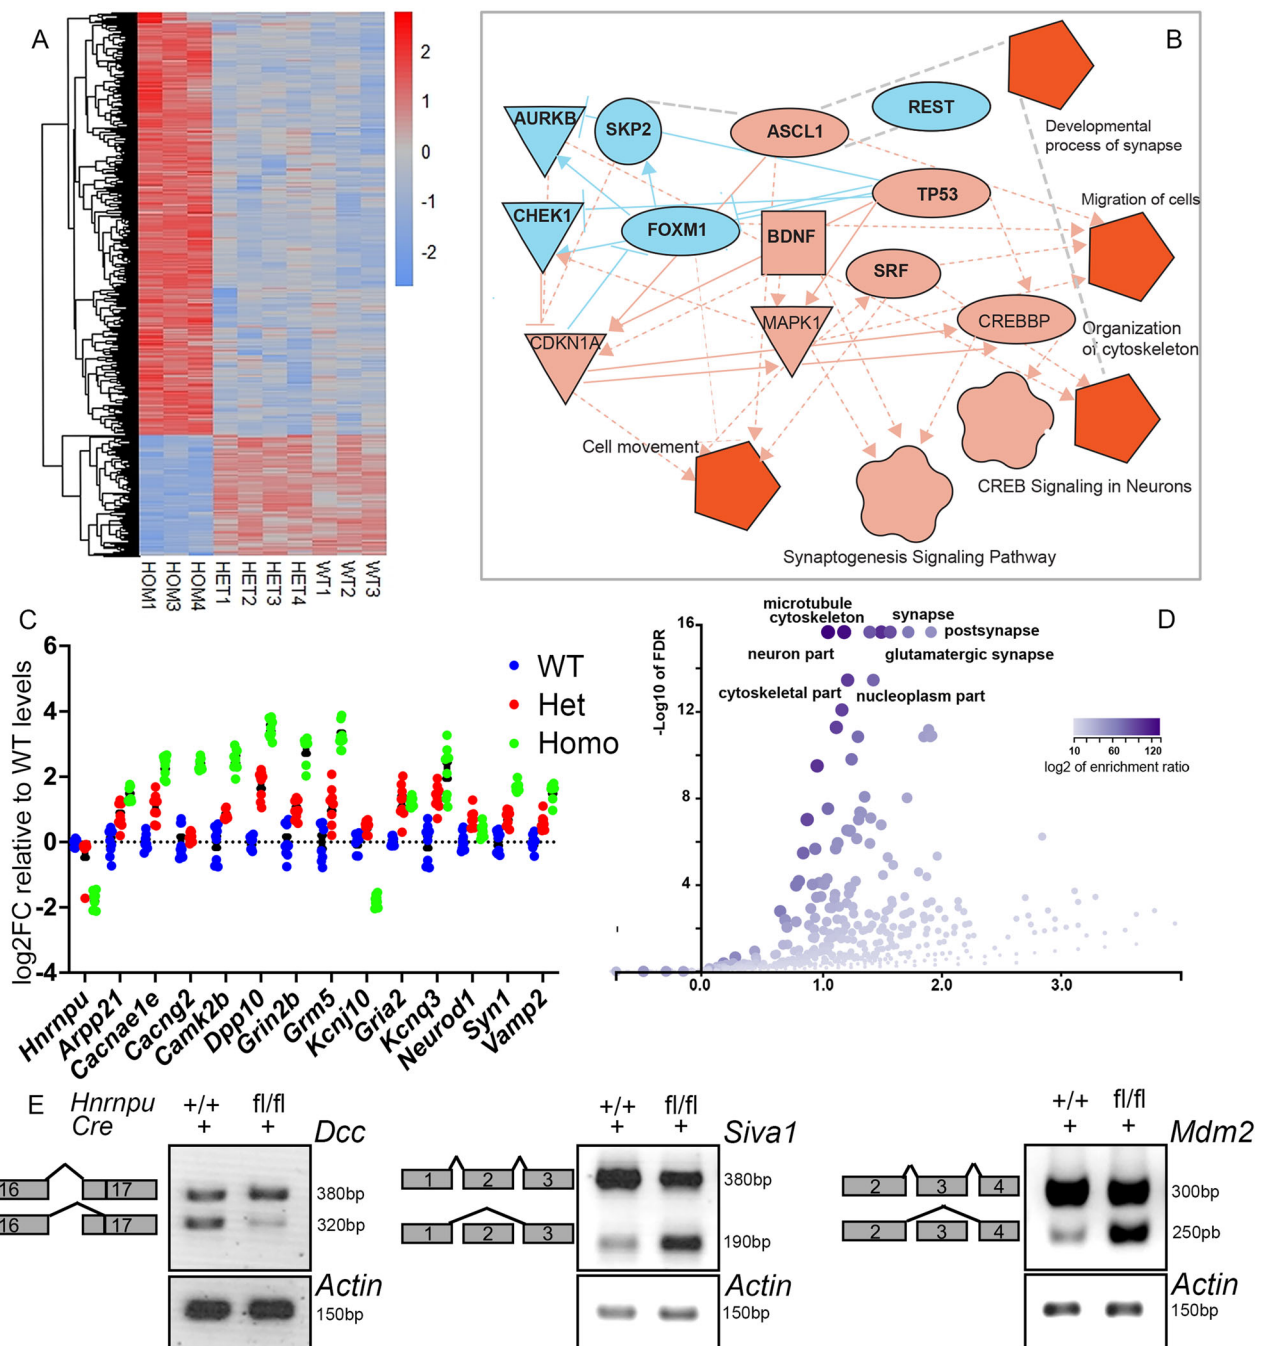 A
2
1
0
-1
-2
HOM1
HOM3
HOM4
HET1
HET2
HET3
HET4
WT1
WT2
WT3
B
AURKB
SKP2
ASCL1
REST
Developmental
process of synapse
TP53
Migration of cells
CHEK1
FOXM1
BDNF
SRF
MAPK1
CREBBP
CDKN1A
Organization
of cytoskeleton
Cell movement
CREB Signaling in Neurons
Synaptogenesis Signaling Pathway
C
log2FC relative to WT levels
6
4
2
0
-2
-4
WT
Het
Homo
Hnrnpu
Arpp21
Cacnae1e
Cacng2
Camk2b
Dpp10
Grin2b
Grm5
Kcnj10
Gria2
Kcnq3
Neurod1
Syn1
Vamp2
D
-Log10 of FDR
16
12
8
4
microtubule
cytoskeleton
synapse
postsynapse
neuron part
glutamatergic synapse
cytoskeletal part
nucleoplasm part
10 60 120
log2 of enrichment ratio
0.0 1.0 2.0 3.0
E
Hnrnpu +/+ fl/fl
Cre + +
Dcc
16 17
16 17
380bp
320bp
Actin
150bp
+/+ fl/fl
+ +
Siva1
1 2 3
1 2 3
380bp
190bp
Actin
150bp
+/+ fl/fl
+ +
Mdm2
2 3 4
2 3 4
300bp
250pb
Actin
150bp